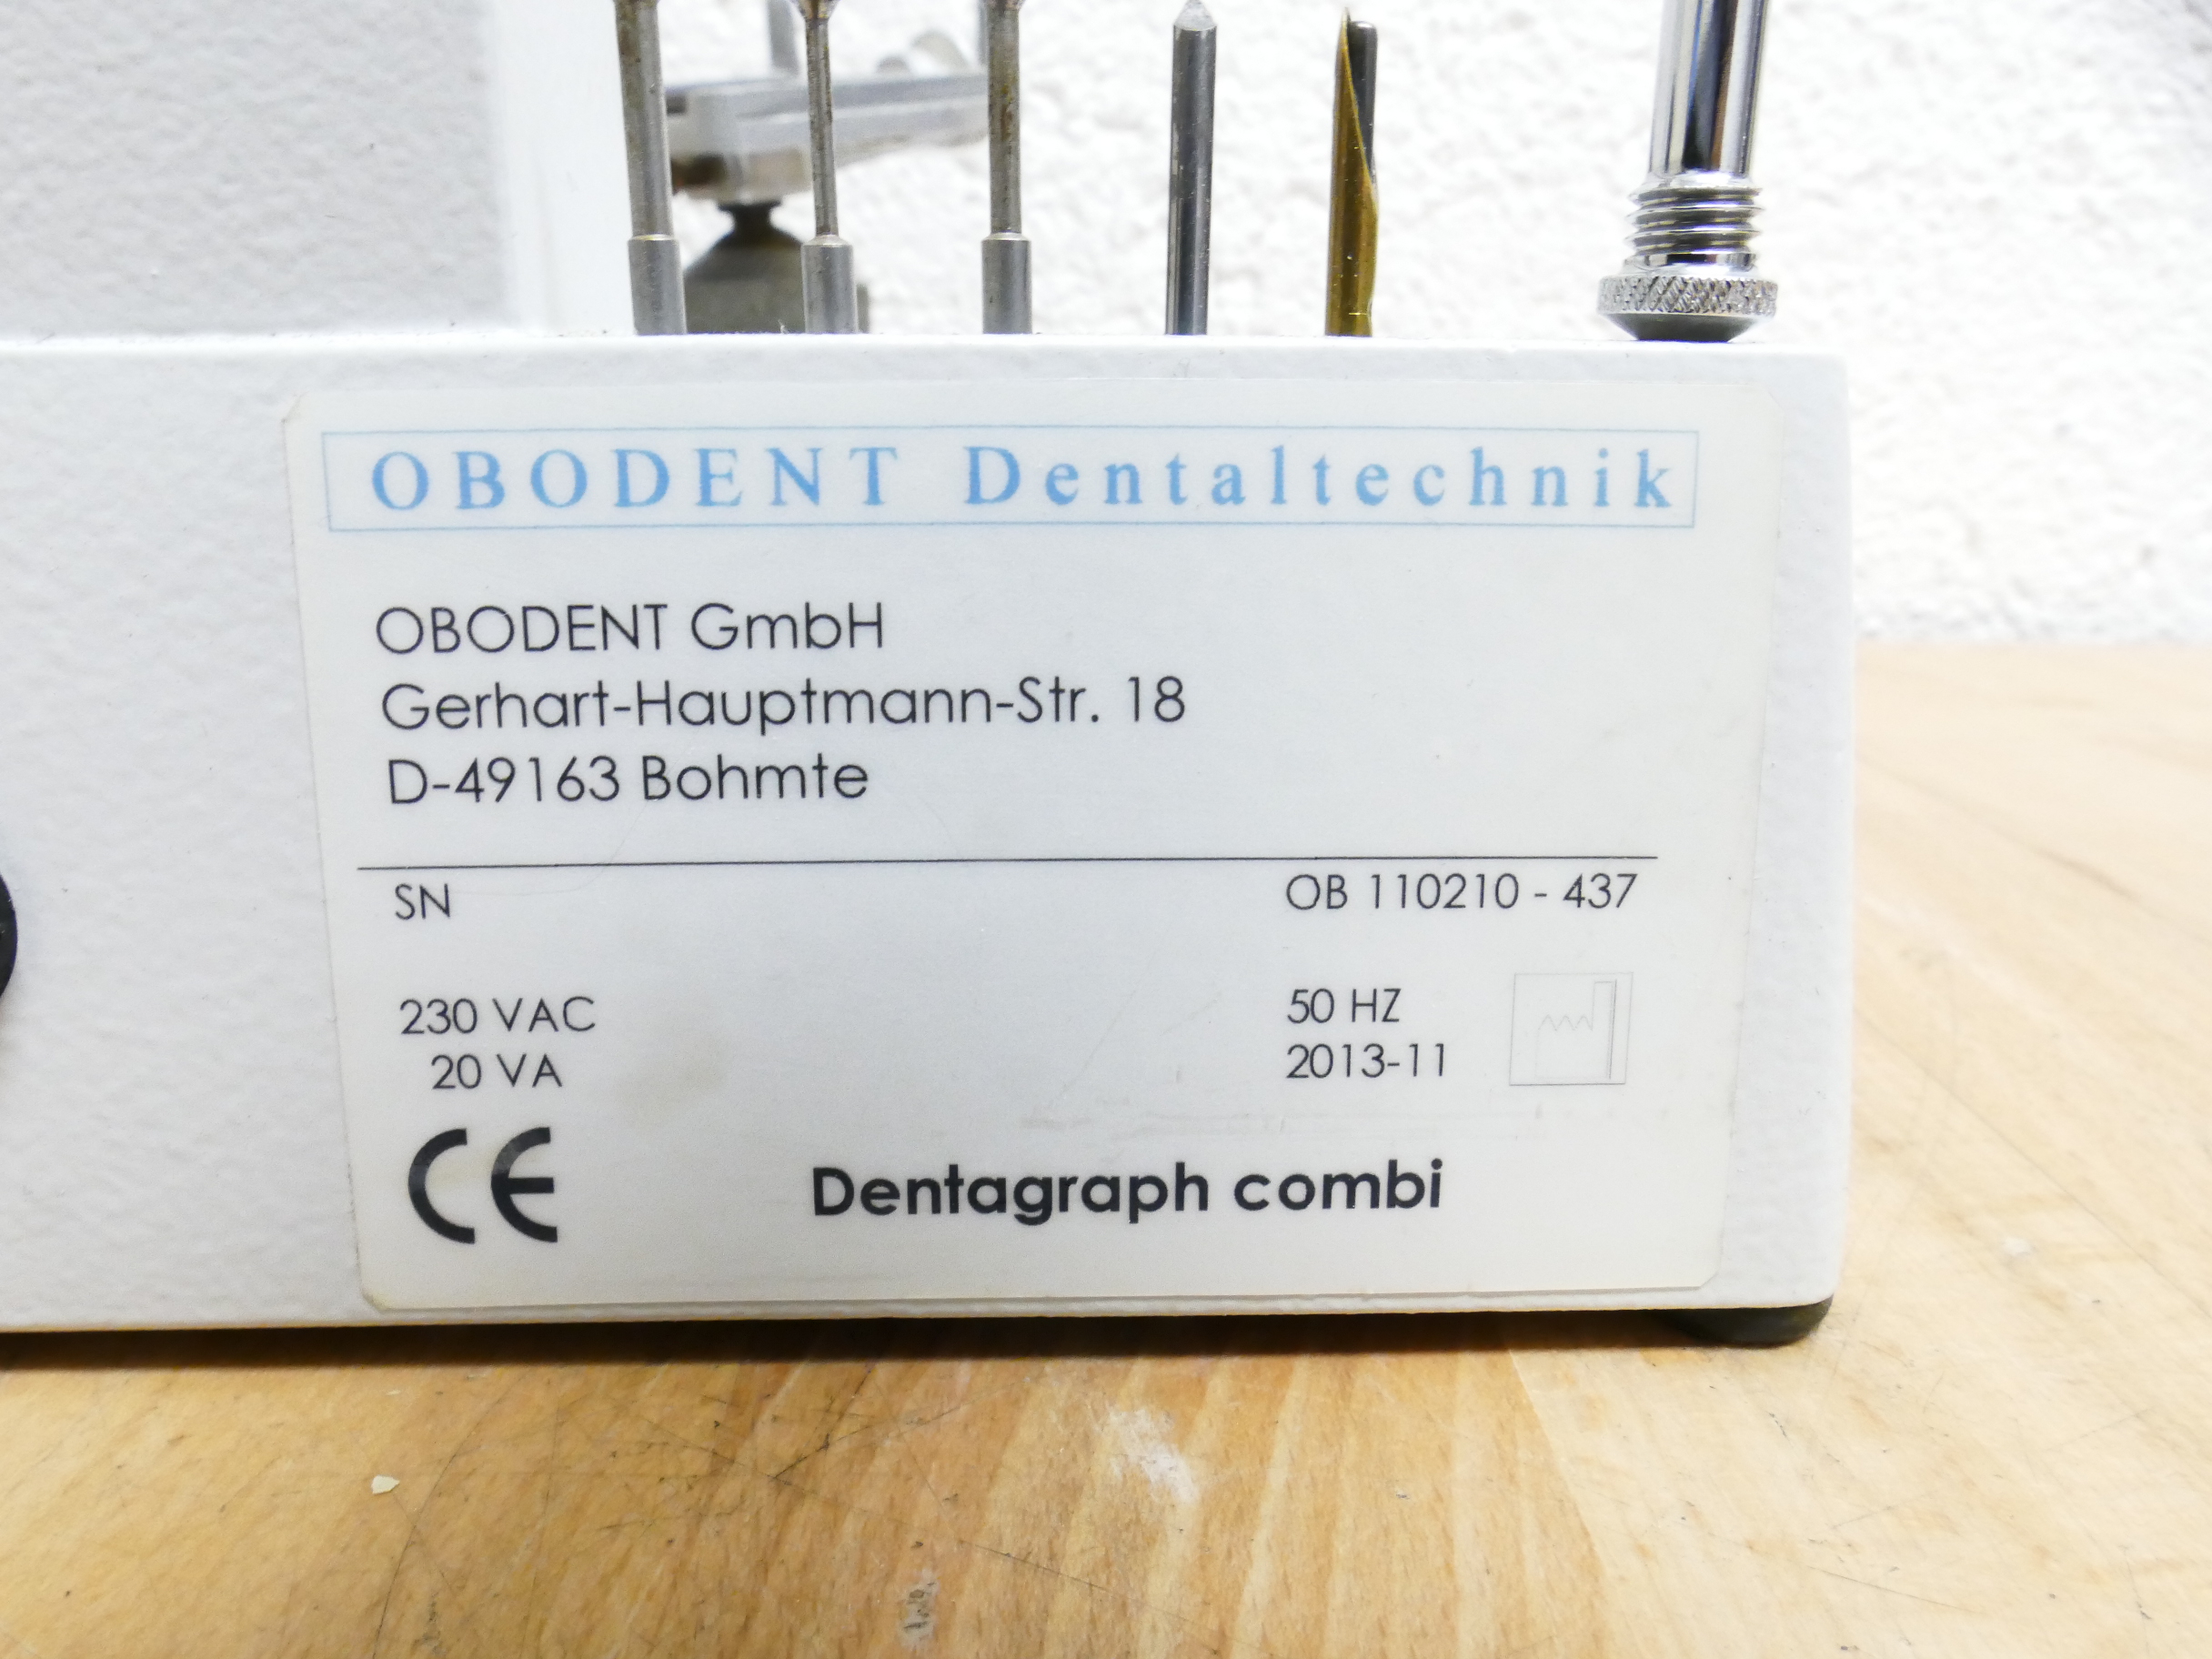 OBODENT Dentaltechnik
OBODENT GmbH
Gerhart-Hauptmann-Str. 18
D-49163 Bohmte
SN OB 110210 - 437
230 VAC 50 HZ
20 VA 2013-11
CE
Dentagraph combi